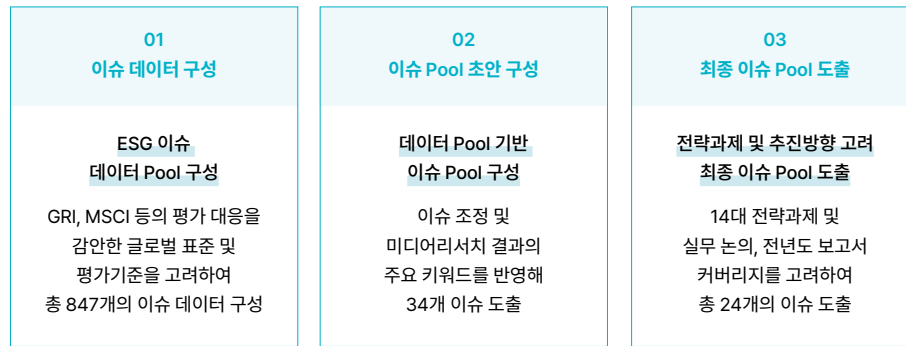 01
이슈 데이터 구성
ESG 이슈
데이터 Pool 구성
GRI, MSCI 등의 평가 대응을
감안한 글로벌 표준 및
평가기준을 고려하여
총 847개의 이슈 데이터 구성
02
이슈 Pool 초안 구성
데이터 Pool 기반
이슈 Pool 구성
이슈 조정 및
미디어리서치 결과의
주요 키워드를 반영해
34개 이슈 도출
03
최종 이슈 Pool 도출
전략과제 및 추진방향 고려
최종 이슈 Pool 도출
14대 전략과제 및
실무 논의, 전년도 보고서
커버리지를 고려하여
총 24개의 이슈 도출